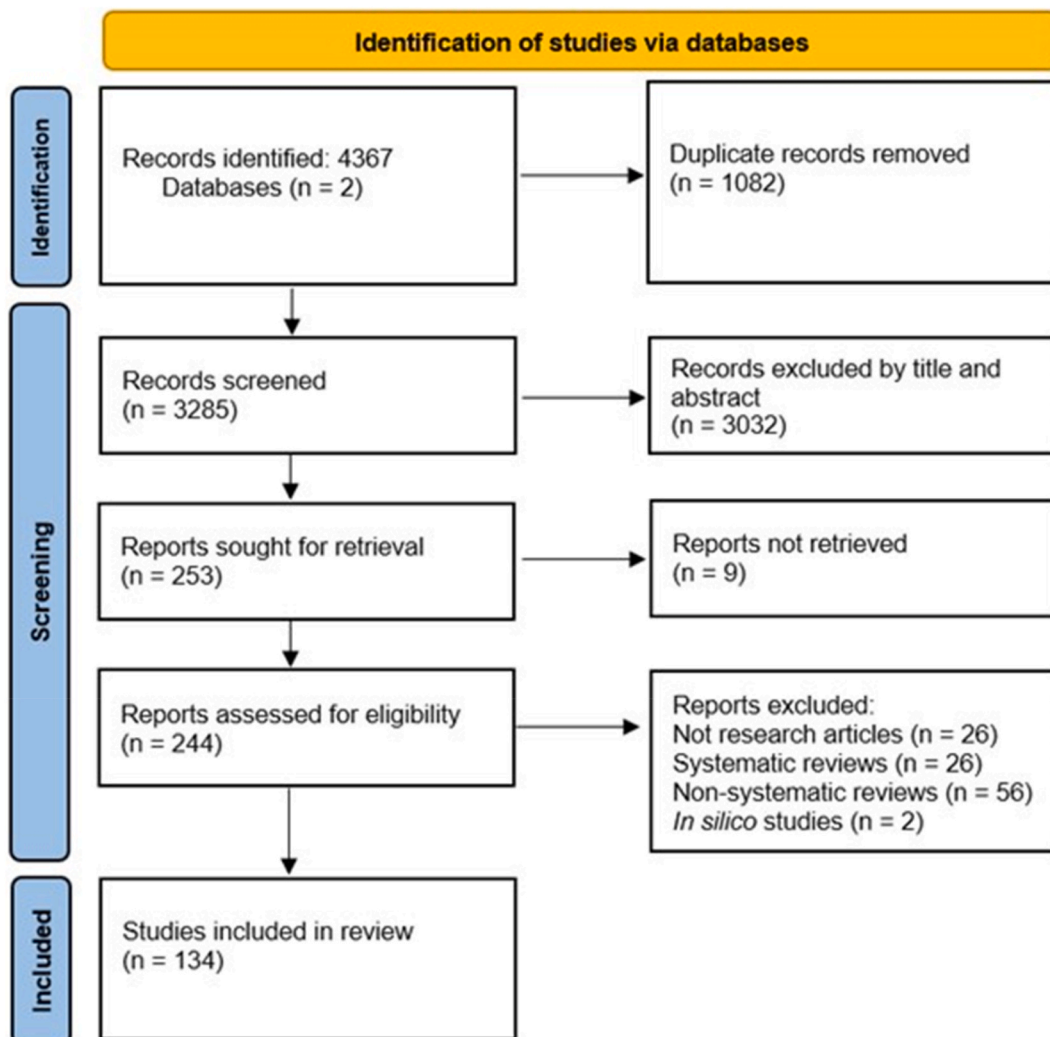 Identification of studies via databases
Identification
Records identified: 4367
Databases (n = 2)
Duplicate records removed
(n = 1082)
Screening
Records screened
(n = 3285)
Records excluded by title and
abstract
(n = 3032)
Reports sought for retrieval
(n = 253)
Reports not retrieved
(n = 9)
Reports assessed for eligibility
(n = 244)
Reports excluded:
Not research articles (n = 26)
Systematic reviews (n = 26)
Non-systematic reviews (n = 56)
In silico studies (n = 2)
Included
Studies included in review
(n = 134)